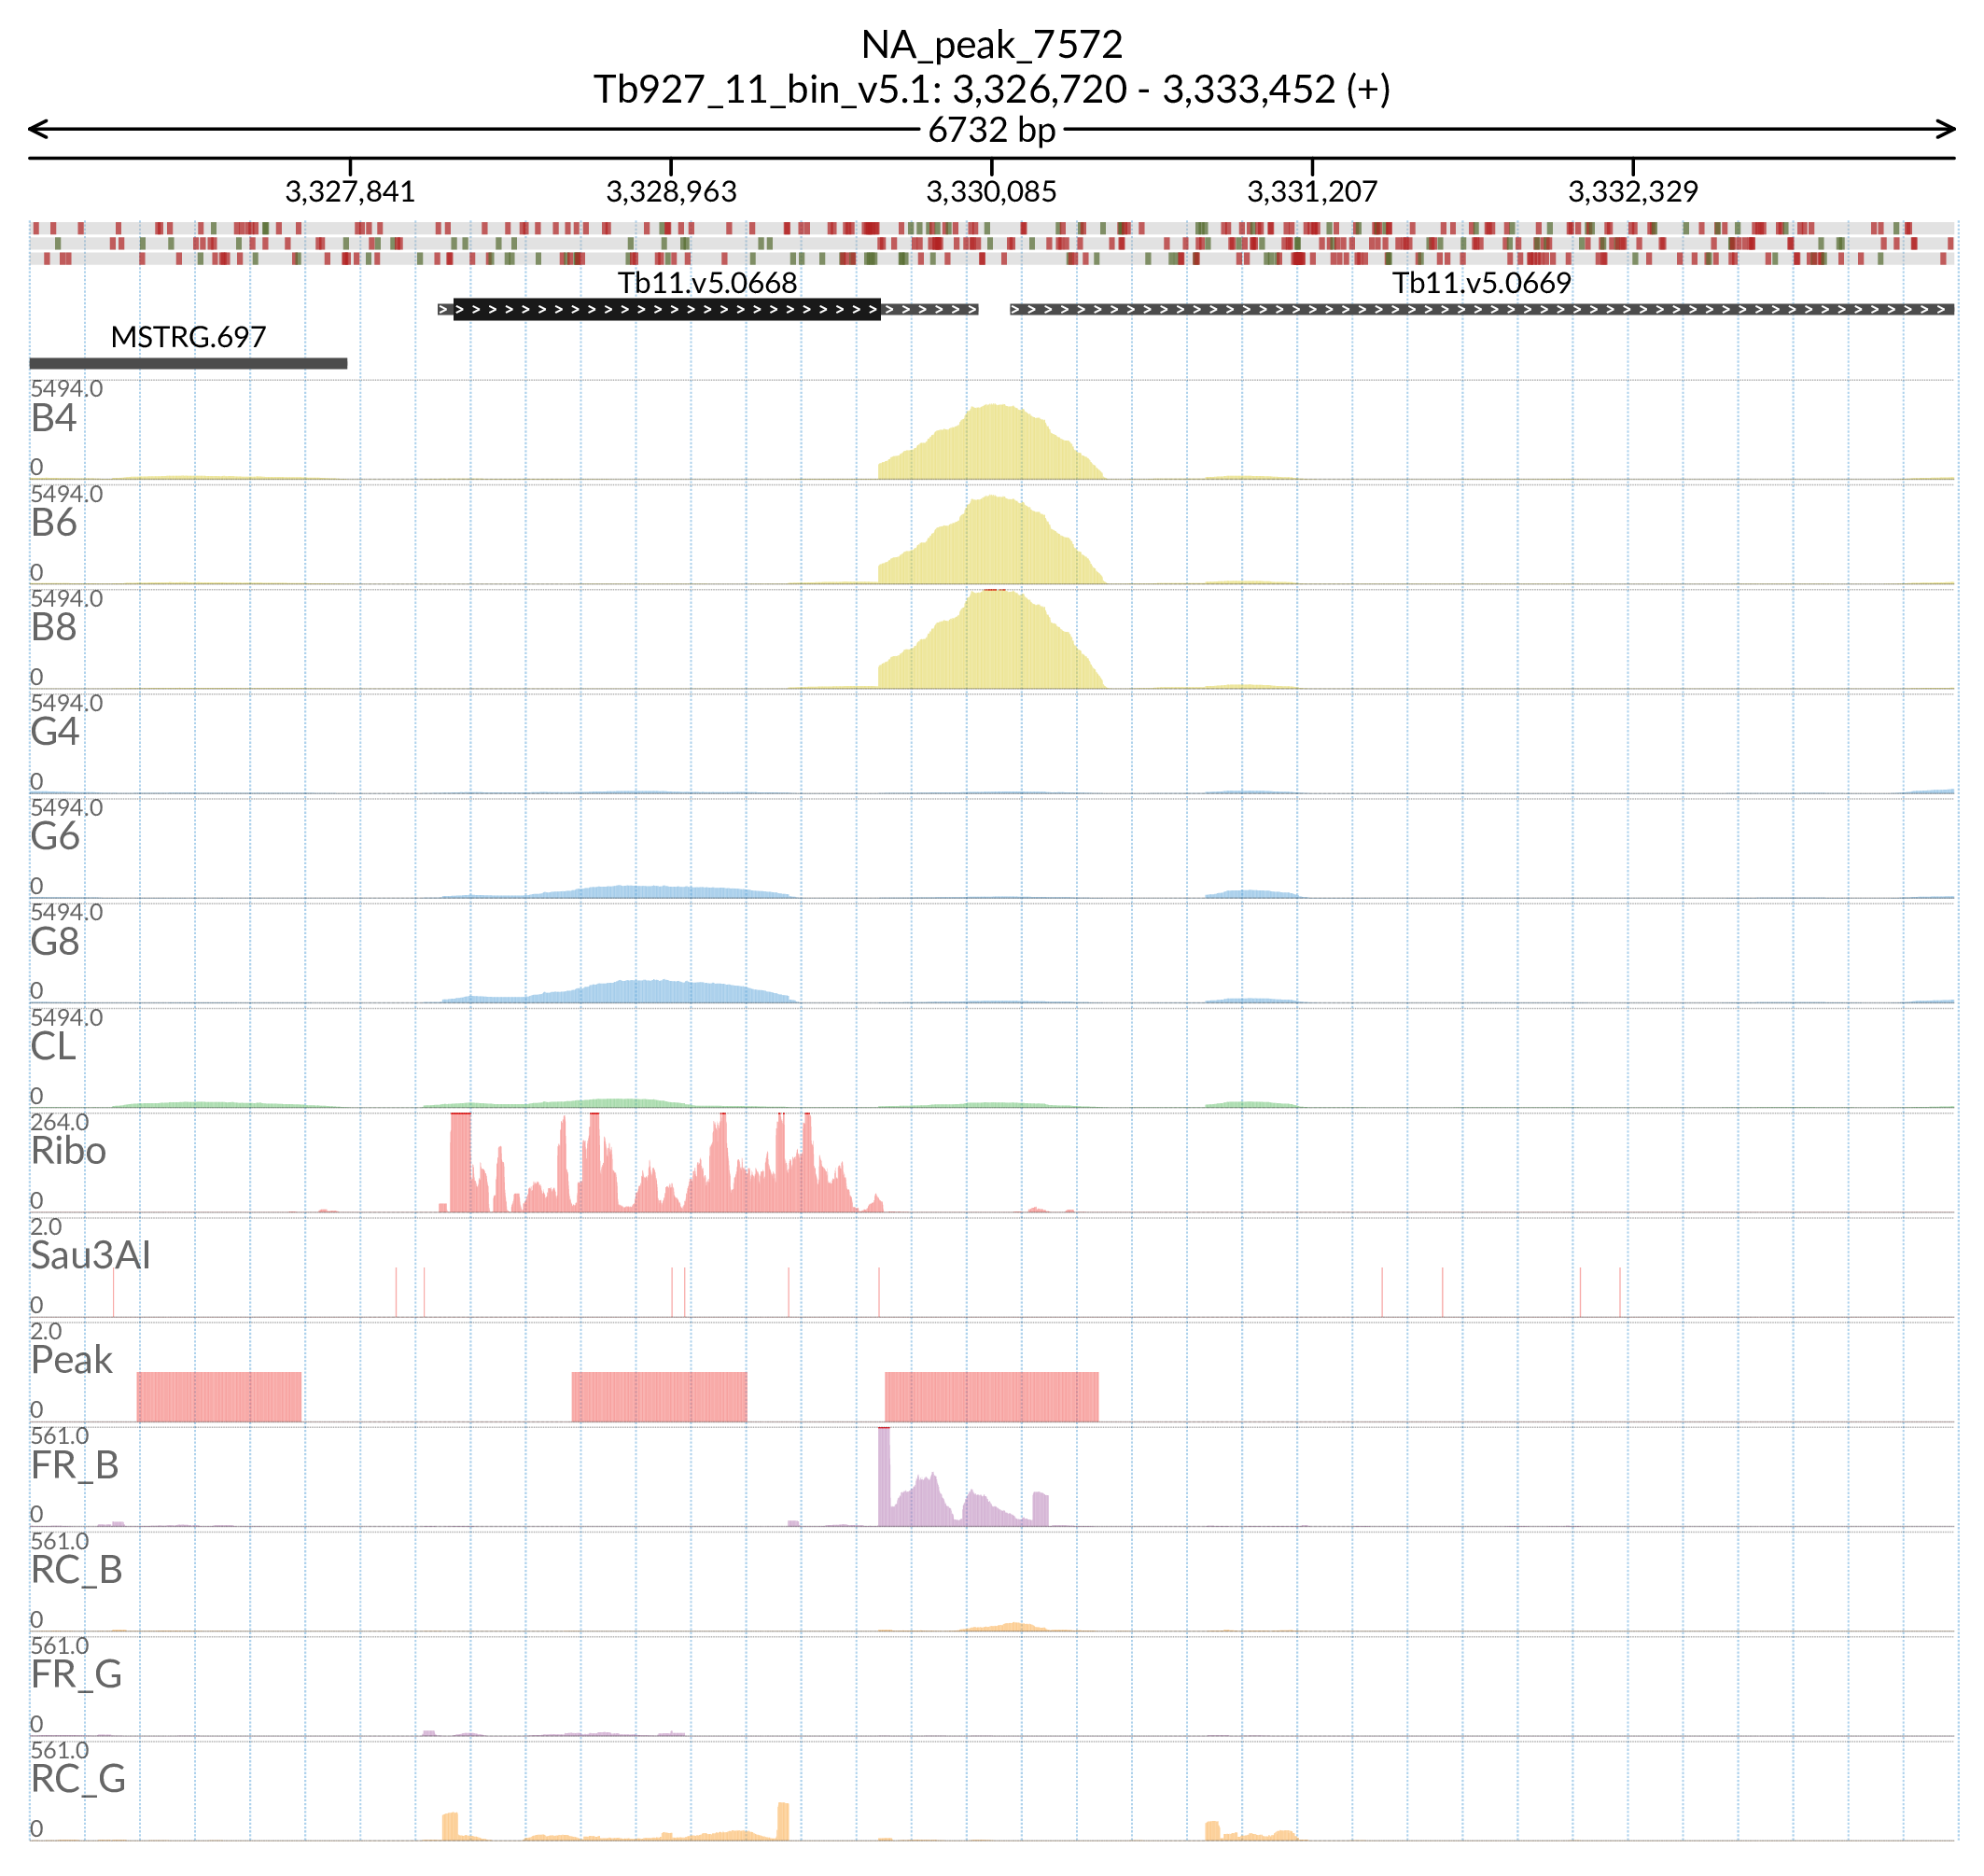 NA_peak_7572
Tb927_11_bin_v5.1: 3,326,720 - 3,333,452 (+)
6732 bp
3,327,841 3,328,963 3,330,085 3,331,207 3,332,329
Tb11.v5.0668 Tb11.v5.0669
MSTRG.697
5494.0
B4
0
5494.0
B6
0
5494.0
B8
0
5494.0
G4
0
5494.0
G6
0
5494.0
G8
0
5494.0
CL
0
264.0
Ribo
0
2.0
Sau3AI
0
2.0
Peak
0
561.0
FR_B
0
561.0
RC_B
0
561.0
FR_G
0
561.0
RC_G
0